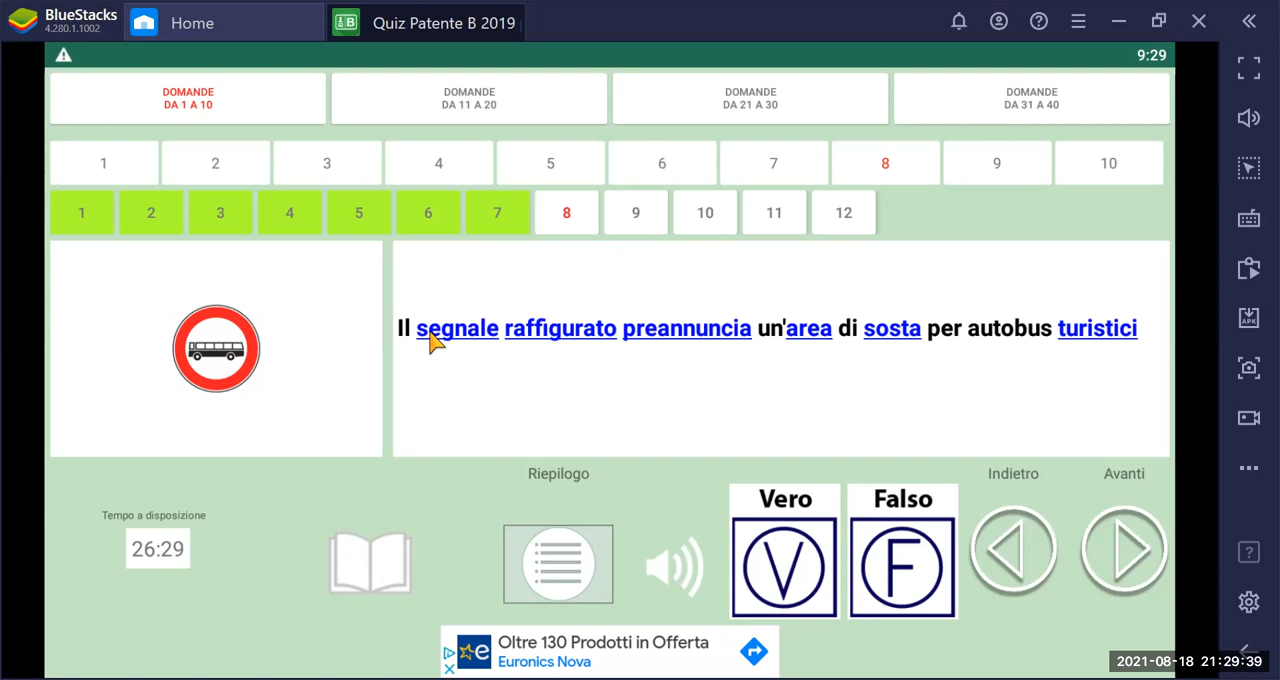 BlueStacks
4.280.1.1002
Home
Quiz Patente B 2019
9:29
DOMANDE
DA 1 A 10
DOMANDE
DA 11 A 20
DOMANDE
DA 21 A 30
DOMANDE
DA 31 A 40
1 2 3 4 5 6 7 8 9 10
1 2 3 4 5 6 7 8 9 10 11 12
Il segnale raffigurato preannuncia un'area di sosta per autobus turistici
Riepilogo
Indietro
Avanti
Vero
Falso
Tempo a disposizione
26:29
V
F
Oltre 130 Prodotti in Offerta
Euronics Nova
2021-08-18 21:29:39